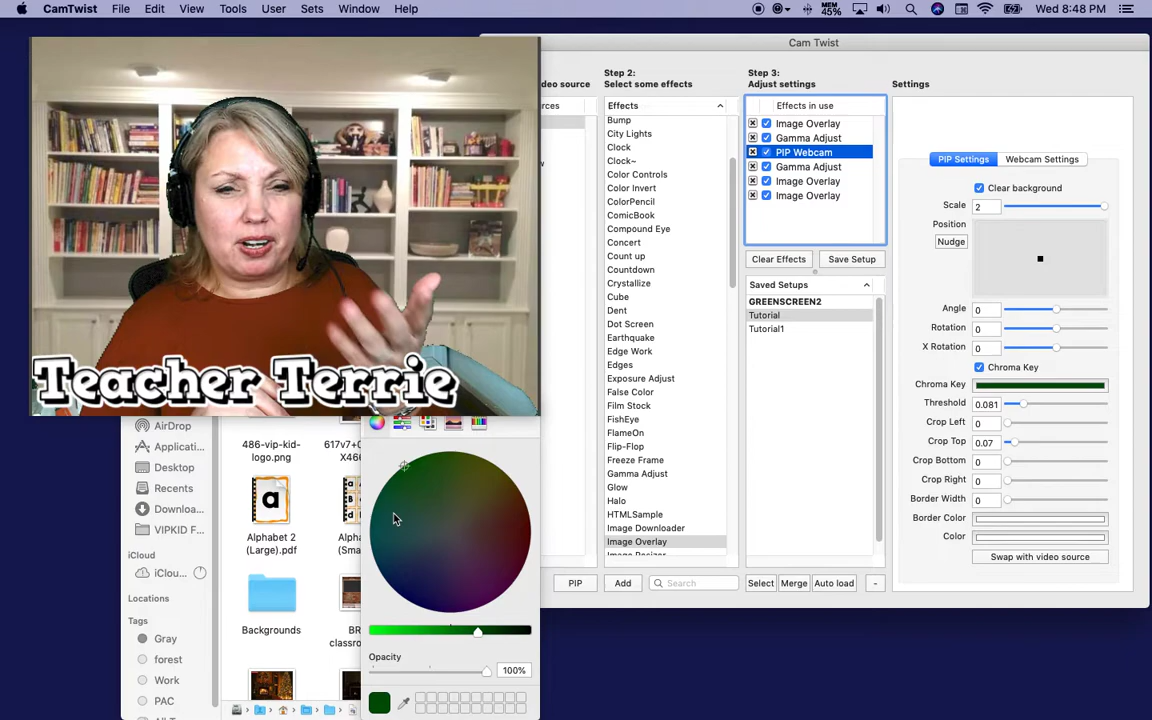 CamTwist File Edit View Tools User Sets Window Help
MEM 45%
Wed 8:48 PM
Cam Twist
Step 2:
Select some effects
Step 3:
Adjust settings
Settings
Effects
Bump
City Lights
Clock
Clock~
Color Controls
Color Invert
ColorPencil
ComicBook
Compound Eye
Concert
Count up
Countdown
Crystallize
Cube
Dent
Dot Screen
Earthquake
Edge Work
Edges
Exposure Adjust
False Color
Film Stock
FishEye
FlameOn
Flip-Flop
Freeze Frame
Gamma Adjust
Glow
Halo
HTMLSample
Image Downloader
Image Overlay
Image Resizer
PIP
Add
Search
Effects in use
Image Overlay
Gamma Adjust
PIP Webcam
Gamma Adjust
Image Overlay
Image Overlay
Clear Effects Save Setup
Saved Setups
GREENSCREEN2
Tutorial
Tutorial1
Select Merge Auto load -
PIP Settings Webcam Settings
Clear background
Scale 2
Position
Nudge
Angle 0
Rotation 0
X Rotation 0
Chroma Key
Chroma Key
Threshold 0.081
Crop Left 0
Crop Top 0.07
Crop Bottom 0
Crop Right 0
Border Width 0
Border Color
Color
Swap with video source
Teacher Terrie
AirDrop
Applicati...
Desktop
Recents
Downloa...
VIPKID F...
iCloud
iClou...
Locations
Tags
Gray
forest
Work
PAC
486-vip-kid-logo.png
a
Alphabet 2 (Large).pdf
Backgrounds
Opacity
100%